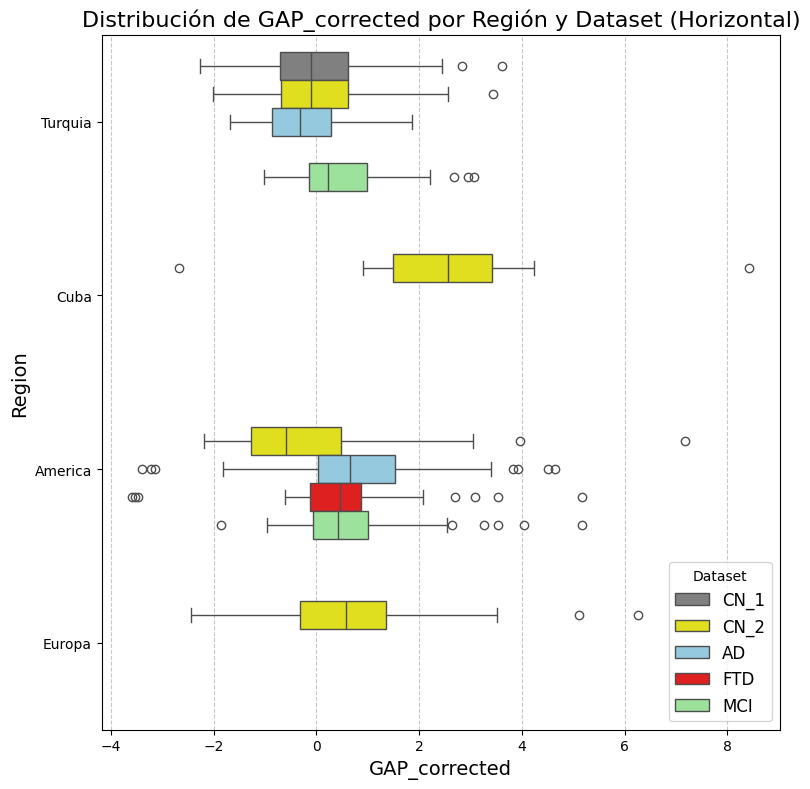 Distribución de GAP_corrected por Región y Dataset (Horizontal)
Turquia
Cuba
America
Europa
Region
−4
−2
0
2
4
6
8
GAP_corrected
Dataset
CN_1
CN_2
AD
FTD
MCI